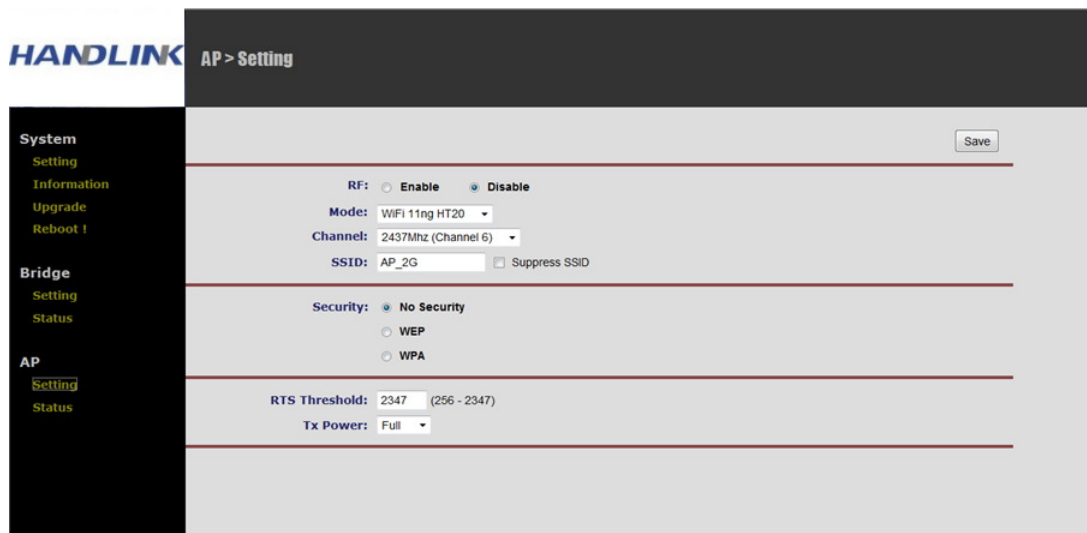 HANDLINK
AP > Setting
System
Setting
Information
Upgrade
Reboot !
Bridge
Setting
Status
AP
Setting
Status
Save
RF: Enable Disable
Mode: WiFi 11ng HT20
Channel: 2437Mhz (Channel 6)
SSID: AP_2G Suppress SSID
Security: No Security
WEP
WPA
RTS Threshold: 2347 (256 - 2347)
Tx Power: Full